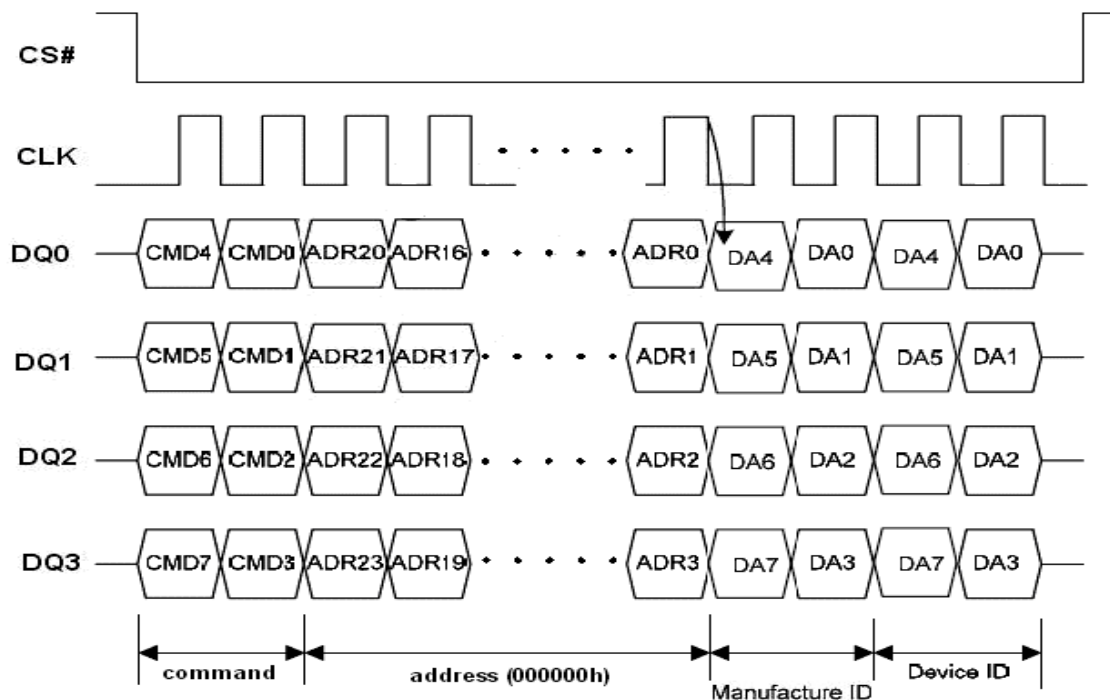 CS#
CLK
DQ0 CMD4 CMD0 ADR20 ADR16 ADR0 DA4 DA0 DA4 DA0
DQ1 CMD5 CMD1 ADR21 ADR17 ADR1 DA5 DA1 DA5 DA1
DQ2 CMD6 CMD2 ADR22 ADR18 ADR2 DA6 DA2 DA6 DA2
DQ3 CMD7 CMD3 ADR23 ADR19 ADR3 DA7 DA3 DA7 DA3
command address (000000h) Manufacture ID Device ID